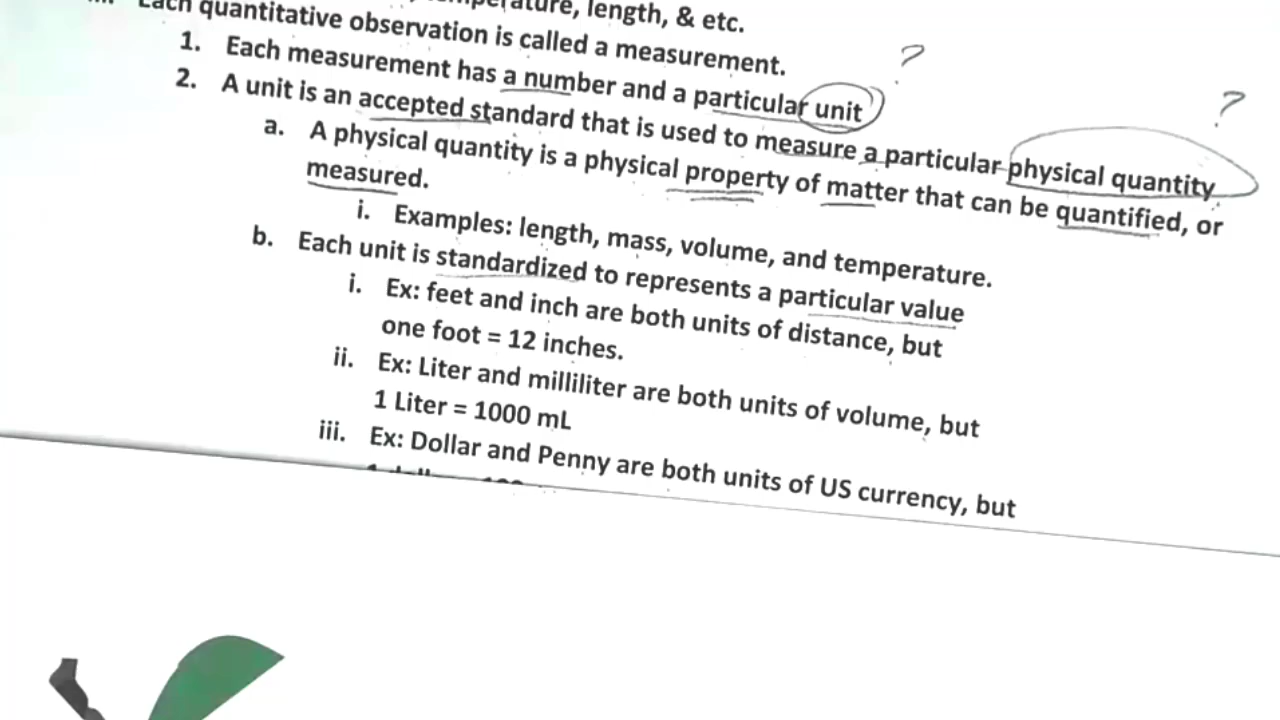 length, & etc.
Each quantitative observation is called a measurement.
1. Each measurement has a number and a particular unit ?
2. A unit is an accepted standard that is used to measure a particular physical quantity ?
a. A physical quantity is a physical property of matter that can be quantified, or
measured.
i. Examples: length, mass, volume, and temperature.
b. Each unit is standardized to represents a particular value
i. Ex: feet and inch are both units of distance, but
one foot = 12 inches.
ii. Ex: Liter and milliliter are both units of volume, but
1 Liter = 1000 mL
iii. Ex: Dollar and Penny are both units of US currency, but